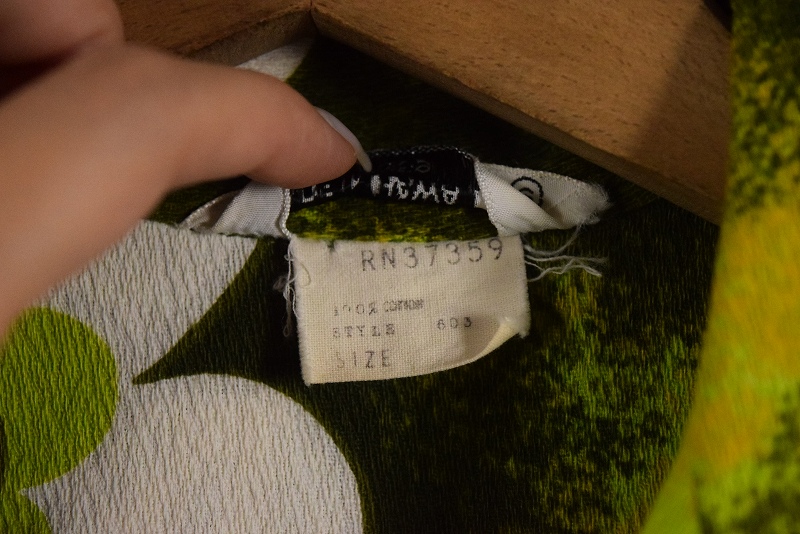 RN37359
100% COTTON
STYLE 603
SIZE